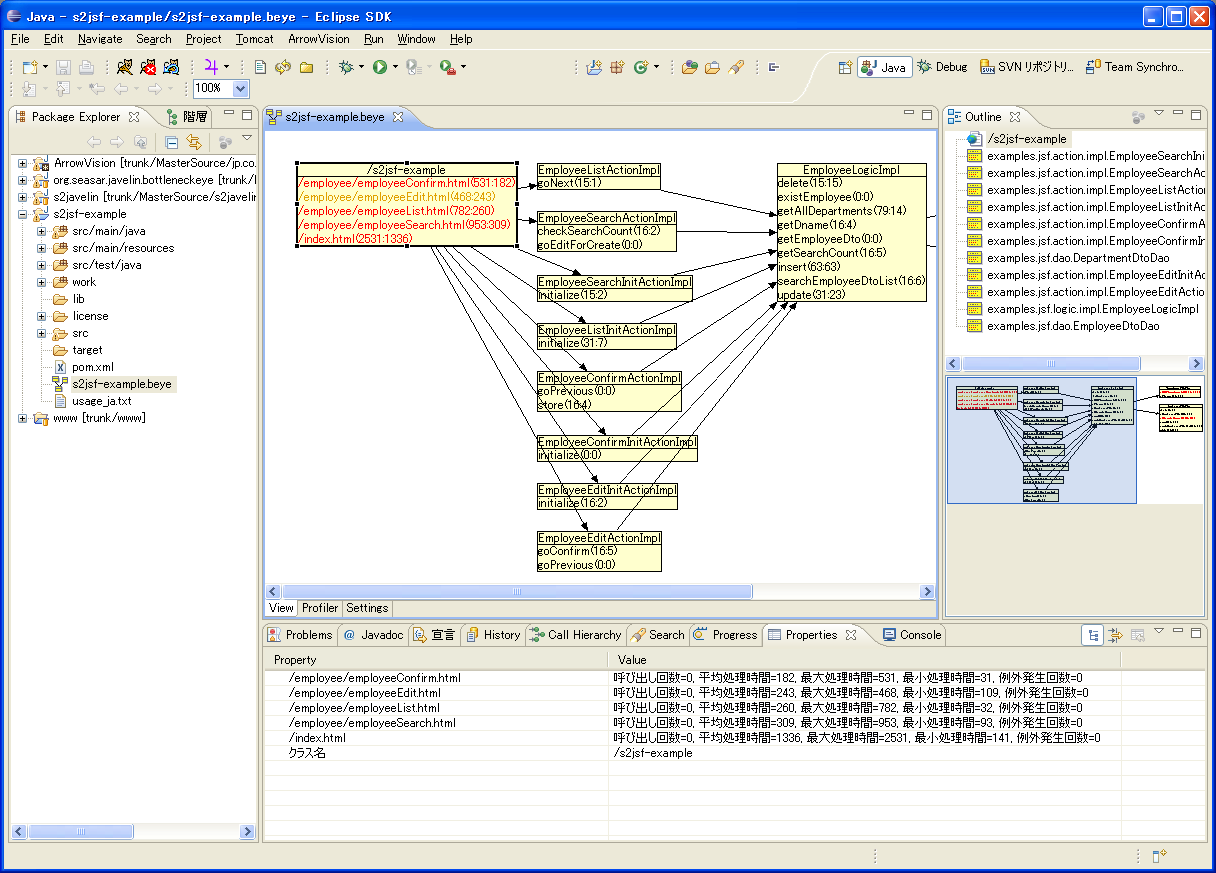 Java - s2jsf-example/s2jsf-example.beye - Eclipse SDK
File Edit Navigate Search Project Tomcat ArrowVision Run Window Help
Java Debug SVN リポジトリ... Team Synchro...
100%
Package Explorer 階層
ArrowVision [trunk/MasterSource/jp.co.
org.seasar.javelin.bottleneckeye [trunk/
s2javelin [trunk/MasterSource/s2javelin
s2jsf-example
src/main/java
src/main/resources
src/test/java
work
lib
license
src
target
pom.xml
s2jsf-example.beye
usage_ja.txt
www [trunk/www]
s2jsf-example.beye
/s2jsf-example
/employee/employeeConfirm.html(531:182)
/employee/employeeEdit.html(468:243)
/employee/employeeList.html(782:260)
/employee/employeeSearch.html(953:309)
/index.html(2531:1336)
EmployeeListActionImpl
goNext(15:1)
EmployeeSearchActionImpl
checkSearchCount(16:2)
goEditForCreate(0:0)
EmployeeSearchInitActionImpl
initialize(15:2)
EmployeeListInitActionImpl
initialize(31:7)
EmployeeConfirmActionImpl
goPrevious(0:0)
store(16:4)
EmployeeConfirmInitActionImpl
initialize(0:0)
EmployeeEditInitActionImpl
initialize(16:2)
EmployeeEditActionImpl
goConfirm(16:5)
goPrevious(0:0)
EmployeeLogicImpl
delete(15:15)
existEmployee(0:0)
getAllDepartments(79:14)
getDname(16:4)
getEmployeeDto(0:0)
getSearchCount(16:5)
insert(63:63)
searchEmployeeDtoList(16:6)
update(31:23)
View Profiler Settings
Outline
/s2jsf-example
examples.jsf.action.impl.EmployeeSearchIni
examples.jsf.action.impl.EmployeeSearchAc
examples.jsf.action.impl.EmployeeListAction
examples.jsf.action.impl.EmployeeListInitAc
examples.jsf.action.impl.EmployeeConfirmA
examples.jsf.action.impl.EmployeeConfirmIr
examples.jsf.dao.DepartmentDtoDao
examples.jsf.action.impl.EmployeeEditInitAc
examples.jsf.action.impl.EmployeeEditActio
examples.jsf.logic.impl.EmployeeLogicImpl
examples.jsf.dao.EmployeeDtoDao
Problems Javadoc 宣言 History Call Hierarchy Search Progress Properties Console
Property Value
/employee/employeeConfirm.html 呼び出し回数=0, 平均処理時間=182, 最大処理時間=531, 最小処理時間=31, 例外発生回数=0
/employee/employeeEdit.html 呼び出し回数=0, 平均処理時間=243, 最大処理時間=468, 最小処理時間=109, 例外発生回数=0
/employee/employeeList.html 呼び出し回数=0, 平均処理時間=260, 最大処理時間=782, 最小処理時間=32, 例外発生回数=0
/employee/employeeSearch.html 呼び出し回数=0, 平均処理時間=309, 最大処理時間=953, 最小処理時間=93, 例外発生回数=0
/index.html 呼び出し回数=0, 平均処理時間=1336, 最大処理時間=2531, 最小処理時間=141, 例外発生回数=0
クラス名 /s2jsf-example